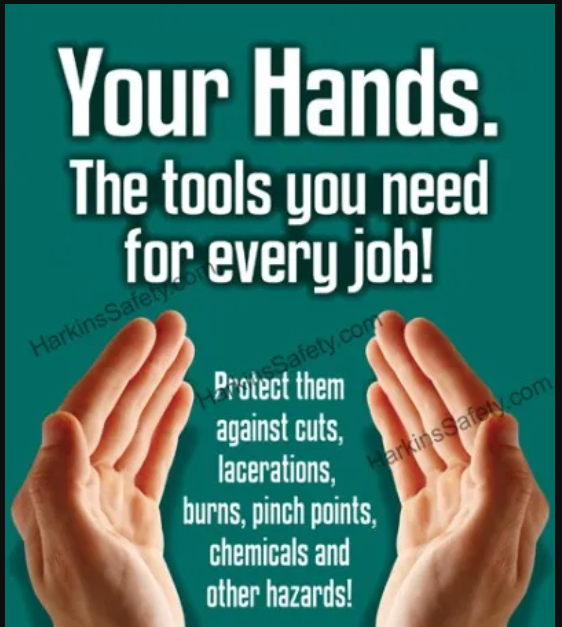 Your Hands.
The tools you need
for every job!
HarkinsSafety.com
HarkinsSafety.com
HarkinsSafety.com
Protect them
against cuts,
lacerations,
burns, pinch points,
chemicals and
other hazards!